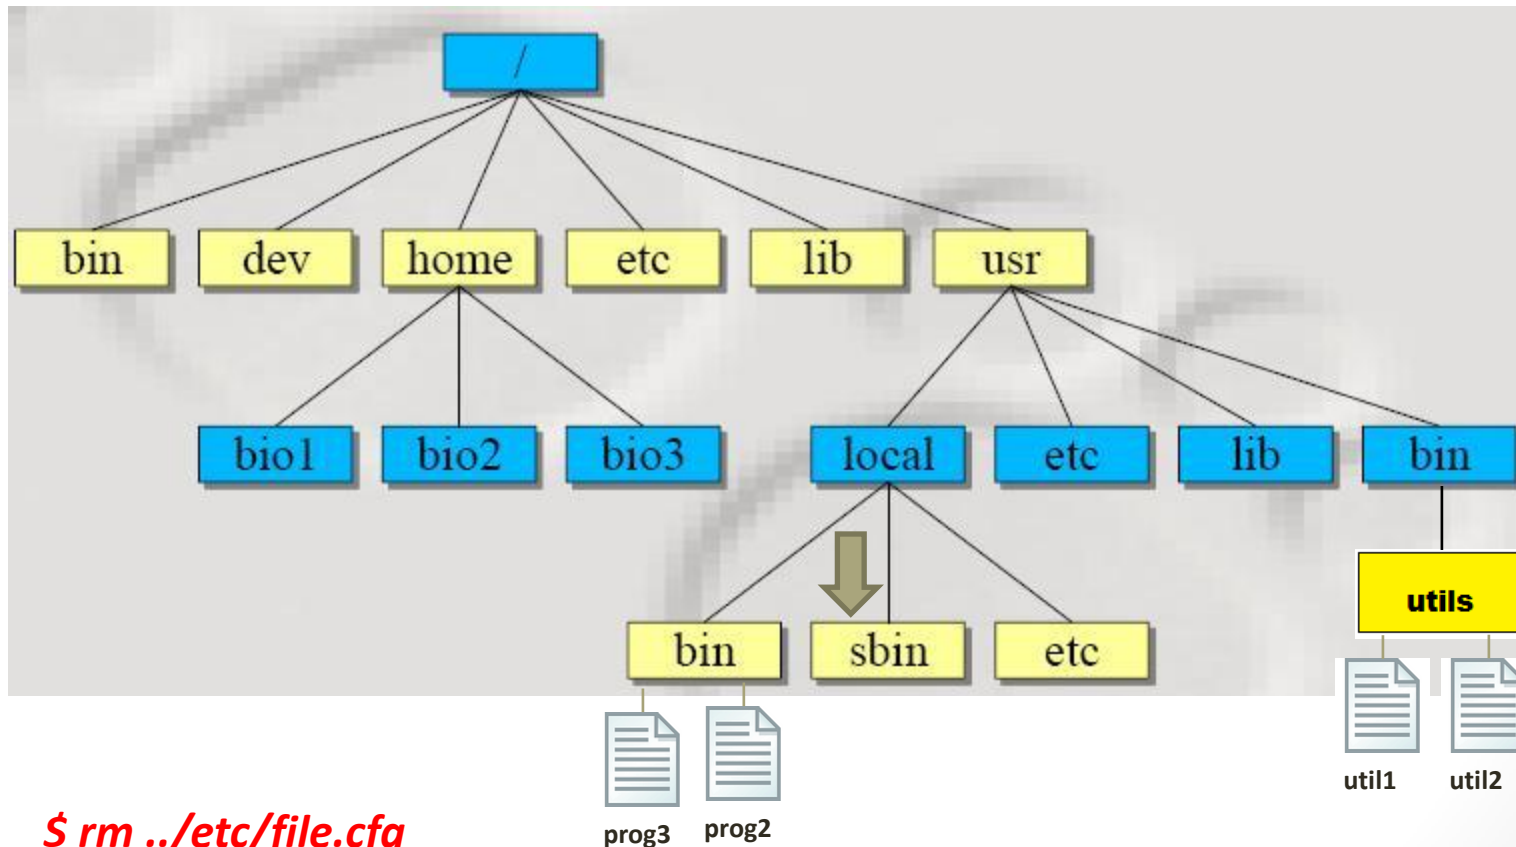 /
bin dev home etc lib usr
bio1 bio2 bio3 local etc lib bin
utils
bin sbin etc
util1 util2
$ rm ../etc/file.cfg
prog3 prog2